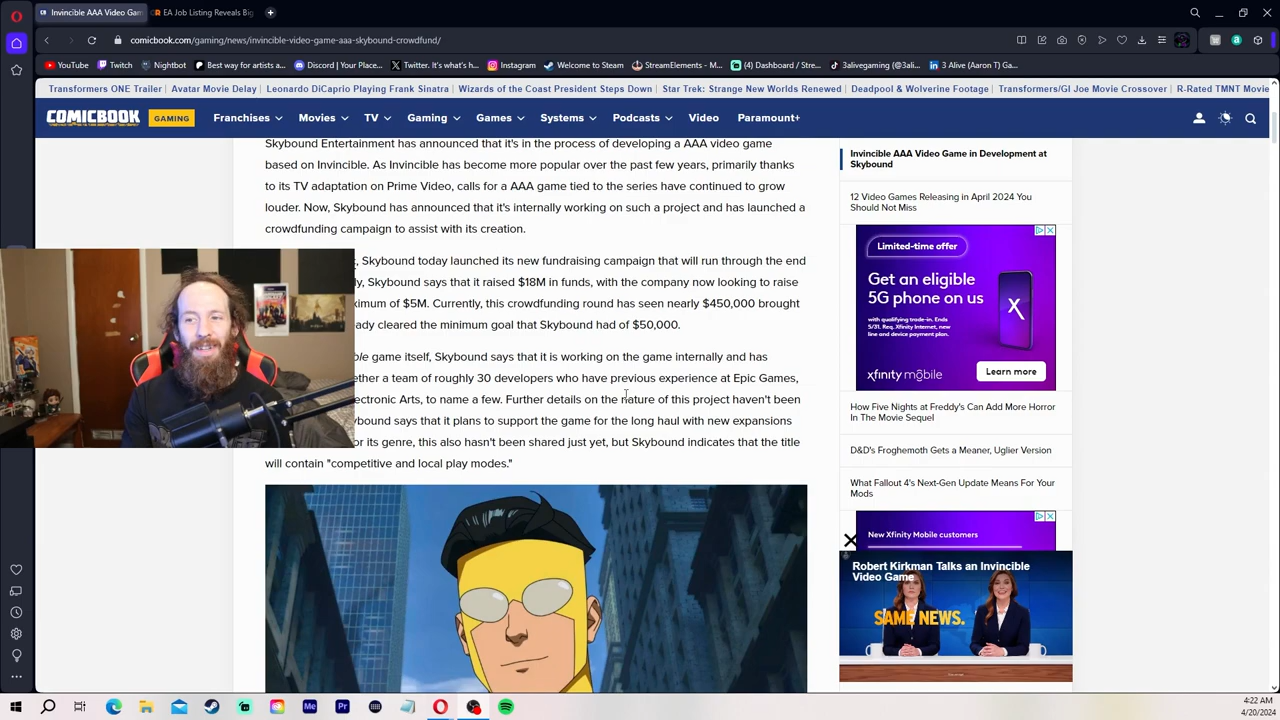 Invincible AAA Video Gam
EA Job Listing Reveals Big
comicbook.com/gaming/news/invincible-video-game-aaa-skybound-crowdfund/
YouTube
Twitch
Nightbot
Best way for artists a...
Discord | Your Place...
Twitter. It's what's h...
Instagram
Welcome to Steam
StreamElements - M...
(4) Dashboard / Stre...
3alivegaming (@3ali...
3 Alive (Aaron T) | Ga...
Transformers ONE Trailer
Avatar Movie Delay
Leonardo DiCaprio Playing Frank Sinatra
Wizards of the Coast President Steps Down
Star Trek: Strange New Worlds Renewed
Deadpool & Wolverine Footage
Transformers/GI Joe Movie Crossover
R-Rated TMNT Movie
COMICBOOK
GAMING
Franchises
Movies
TV
Gaming
Games
Systems
Podcasts
Video
Paramount+
Skybound Entertainment has announced that it's in the process of developing a AAA video game
based on Invincible. As Invincible has become more popular over the past few years, primarily thanks
to its TV adaptation on Prime Video, calls for a AAA game tied to the series have continued to grow
louder. Now, Skybound has announced that it's internally working on such a project and has launched a
crowdfunding campaign to assist with its creation.
, Skybound today launched its new fundraising campaign that will run through the end
ly, Skybound says that it raised $18M in funds, with the company now looking to raise
ximum of $5M. Currently, this crowdfunding round has seen nearly $450,000 brought
ady cleared the minimum goal that Skybound had of $50,000.
ble game itself, Skybound says that it is working on the game internally and has
ether a team of roughly 30 developers who have previous experience at Epic Games,
ectronic Arts, to name a few. Further details on the nature of this project haven't been
ybound says that it plans to support the game for the long haul with new expansions
or its genre, this also hasn't been shared just yet, but Skybound indicates that the title
will contain "competitive and local play modes."
Invincible AAA Video Game in Development at
Skybound
12 Video Games Releasing in April 2024 You
Should Not Miss
Limited-time offer
Get an eligible
5G phone on us
with qualifying trade-in. Ends
5/31. Req. Xfinity Internet, new
line and device payment plan.
X
xfinity mobile
Learn more
How Five Nights at Freddy's Can Add More Horror
In The Movie Sequel
D&D's Froghemoth Gets a Meaner, Uglier Version
What Fallout 4's Next-Gen Update Means For Your
Mods
New Xfinity Mobile customers
Robert Kirkman Talks an Invincible
Video Game
SAME NEWS.
4:22 AM
4/20/2024